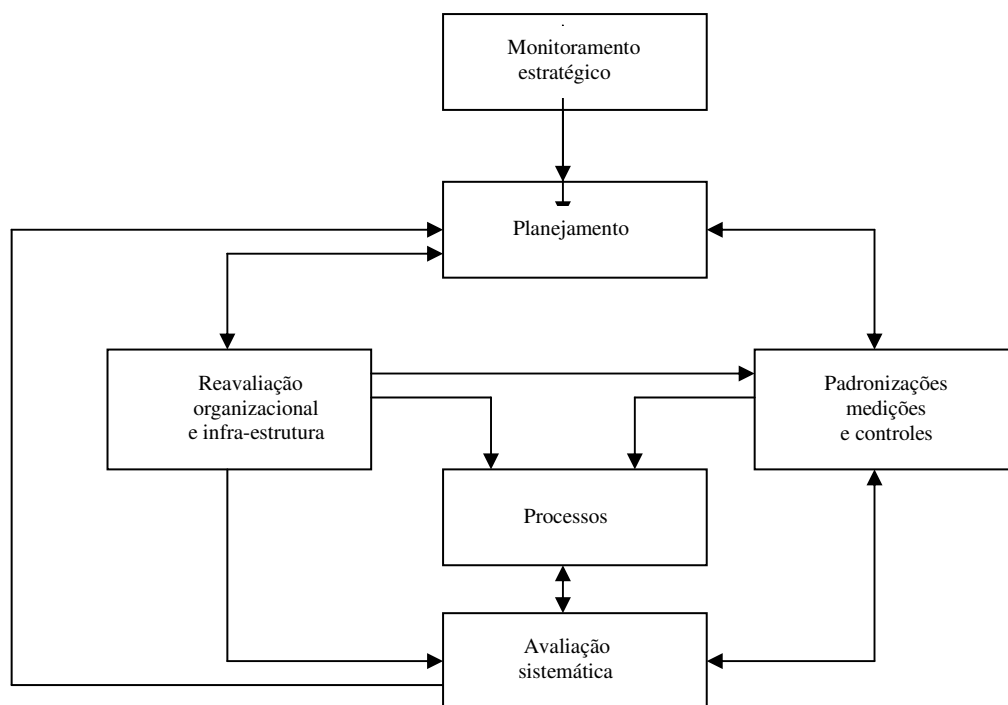 Monitoramento
estratégico
Planejamento
Reavaliação
organizacional
e infra-estrutura
Padronizações
medições
e controles
Processos
Avaliação
sistemática